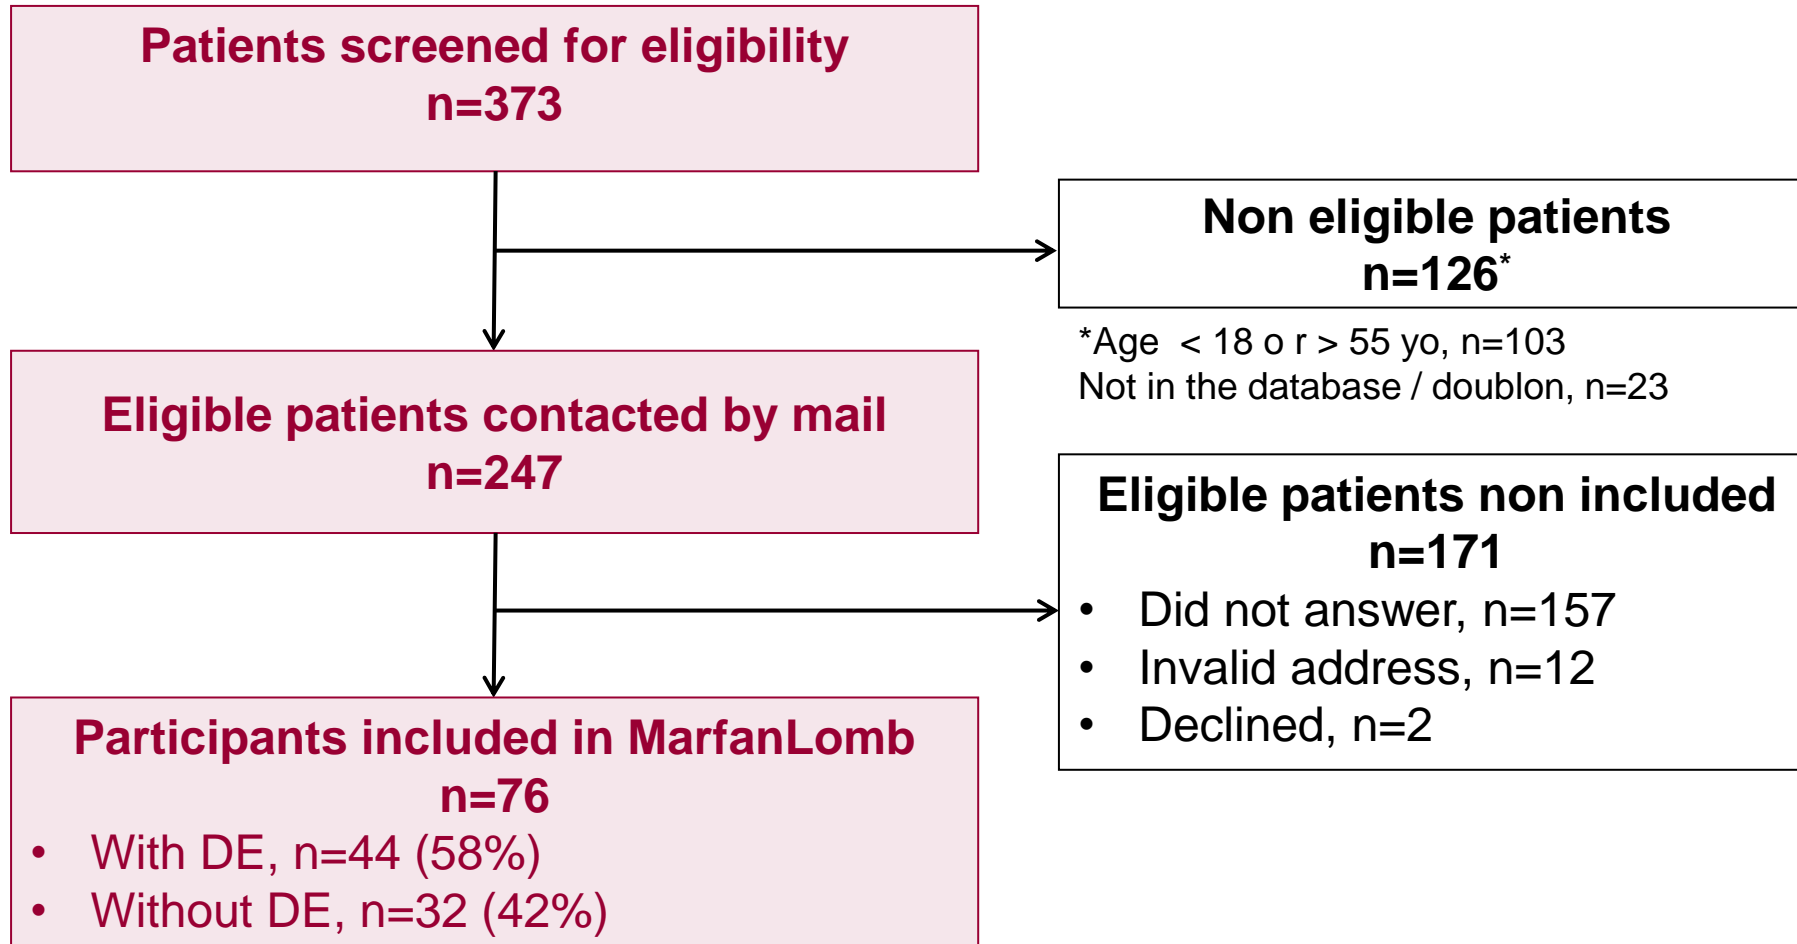 Patients screened for eligibility
n=373
Non eligible patients
n=126*
*Age  < 18 o r > 55 yo, n=103
Not in the database / doublon, n=23
Eligible patients contacted by mail
n=247
Eligible patients non included
n=171
• Did not answer, n=157
• Invalid address, n=12
• Declined, n=2
Participants included in MarfanLomb
n=76
• With DE, n=44 (58%)
• Without DE, n=32 (42%)